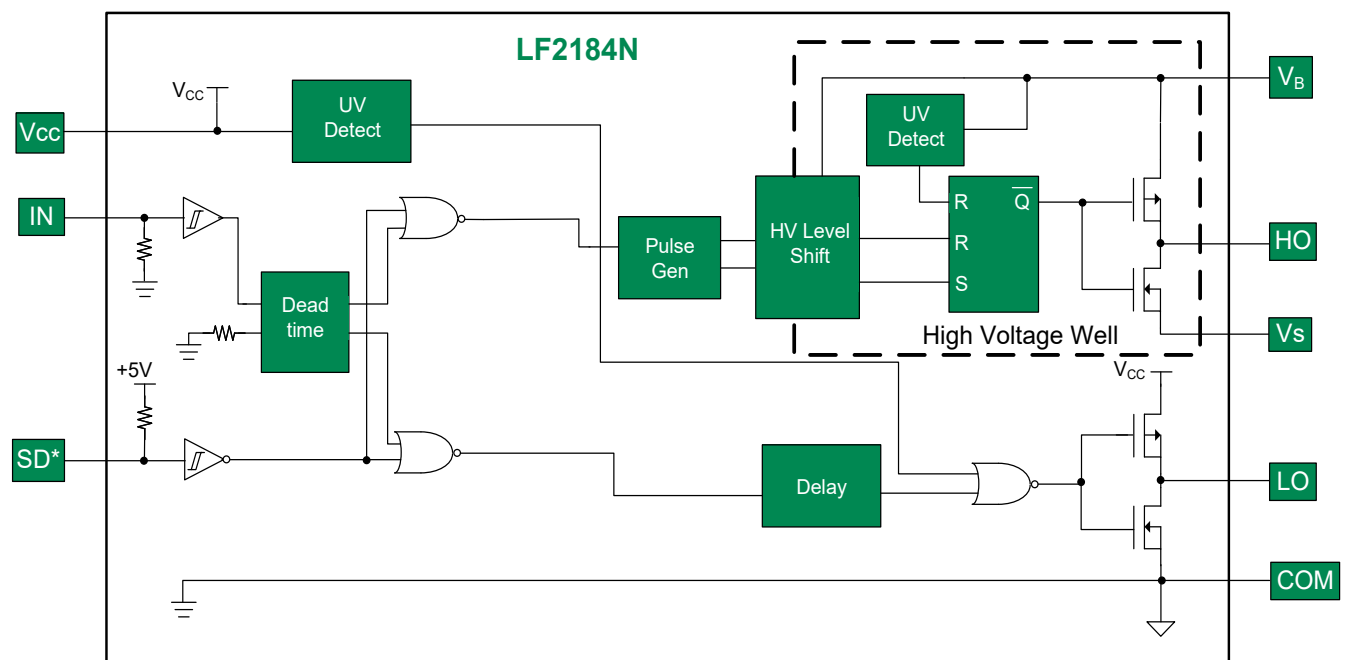 LF2184N
VCC
Vcc
UV
Detect
UV
Detect
VB
IN
R
Q̅
HV Level
Shift
R
Pulse
Gen
S
HO
Dead
time
High Voltage Well
Vs
+5V
VCC
SD*
Delay
LO
COM